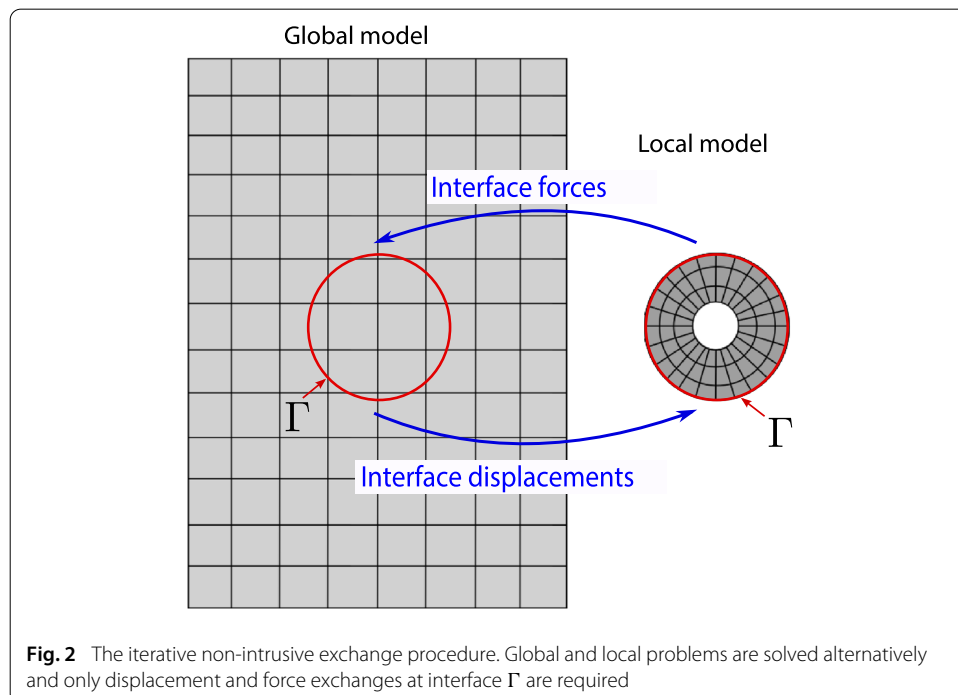 Global model
Local model
Interface forces
Γ
Γ
Interface displacements
Fig. 2 The iterative non-intrusive exchange procedure. Global and local problems are solved alternatively
and only displacement and force exchanges at interface Γ are required